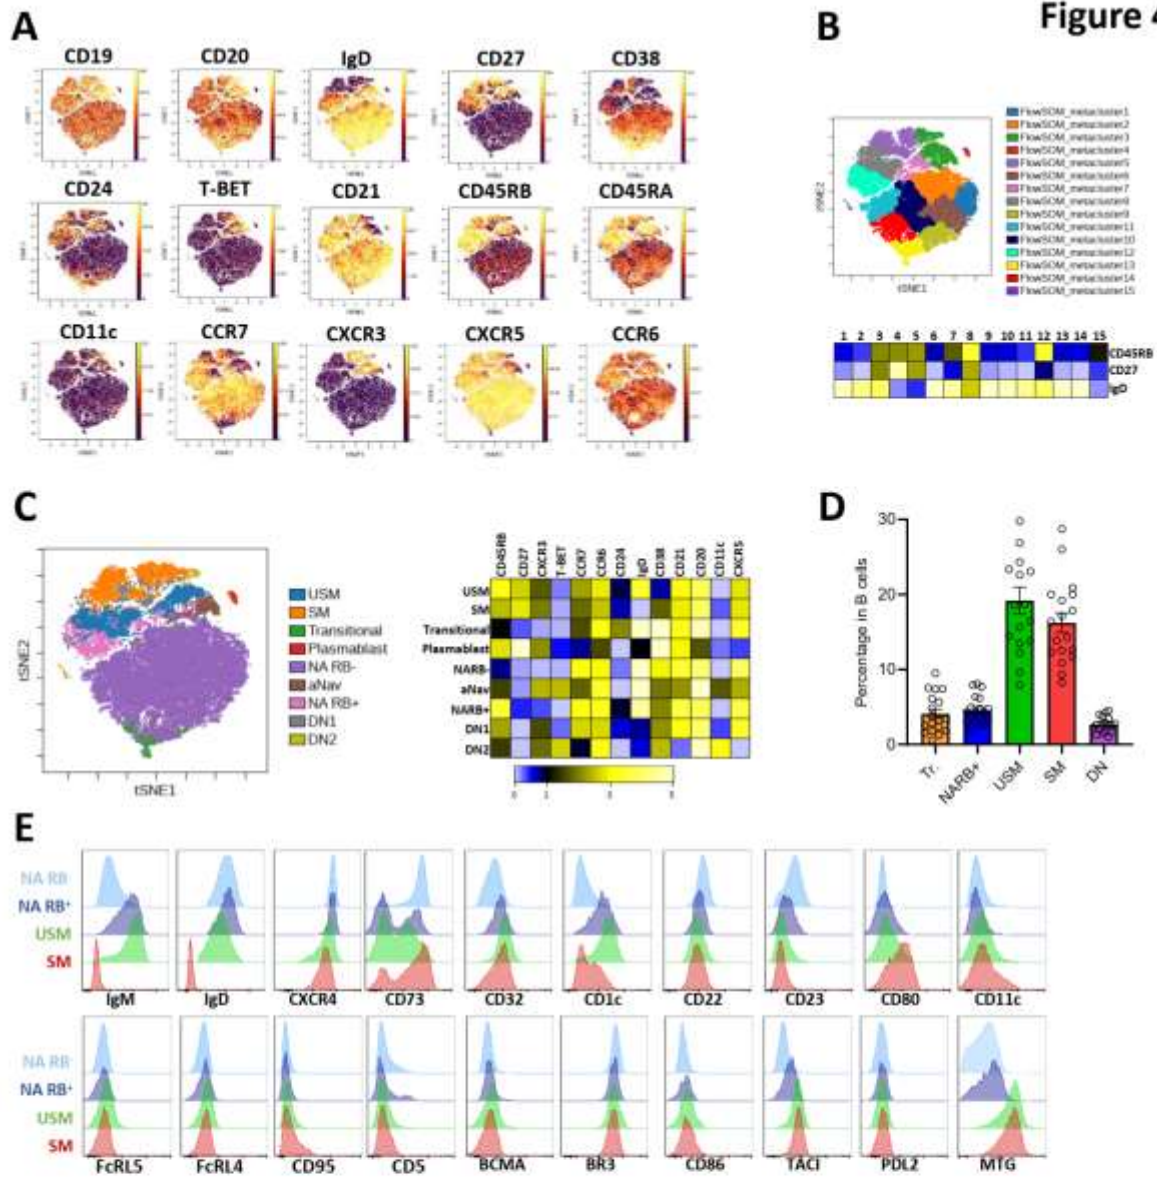 Figure 4
A
B
CD19 CD20 IgD CD27 CD38
CD24 T-BET CD21 CD45RB CD45RA
CD11c CCR7 CXCR3 CXCR5 CCR6
tSNE2
tSNE1
FlowSOM_metacluster1
FlowSOM_metacluster2
FlowSOM_metacluster3
FlowSOM_metacluster4
FlowSOM_metacluster5
FlowSOM_metacluster6
FlowSOM_metacluster7
FlowSOM_metacluster8
FlowSOM_metacluster9
FlowSOM_metacluster11
FlowSOM_metacluster10
FlowSOM_metacluster12
FlowSOM_metacluster13
FlowSOM_metacluster14
FlowSOM_metacluster15
1 2 3 4 5 6 7 8 9 10 11 12 13 14 15
CD45RB
CD27
IgD
C
tSNE2
tSNE1
USM
SM
Transitional
Plasmablast
NA RB-
aNav
NA RB+
DN1
DN2
CD45RB CD27 CXCR3 T-BET CCR7 CCR6 CD24 IgD CD38 CD21 CD20 CD11c CXCR5
USM
SM
Transitional
Plasmablast
NARB-
aNav
NARB+
DN1
DN2
D
Percentage in B cells
30
20
10
0
Tr. NARB+ USM SM DN
E
NA RB
NA RB+
USM
SM
IgM IgD CXCR4 CD73 CD32 CD1c CD22 CD23 CD80 CD11c
NA RB
NA RB+
USM
SM
FcRL5 FcRL4 CD95 CD5 BCMA BR3 CD86 TACI PDL2 MTG